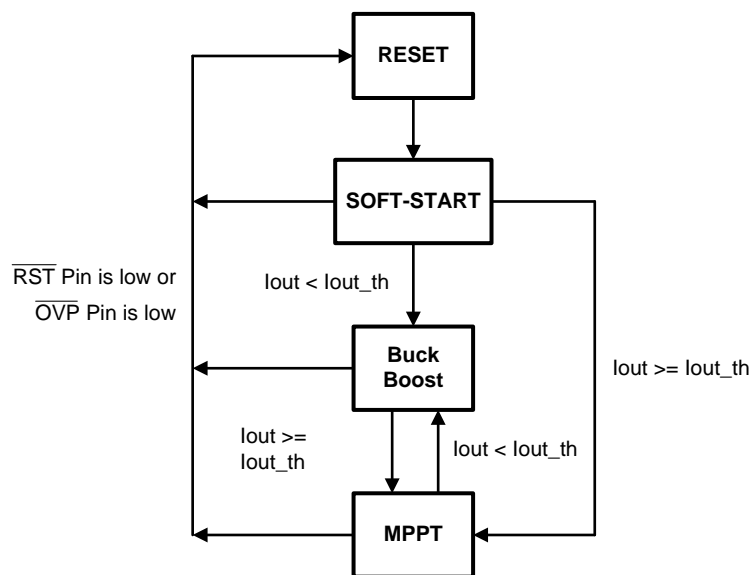 RESET
SOFT-START
RST Pin is low or
OVP Pin is low
Iout < Iout_th
Buck
Boost
Iout >= Iout_th
Iout >=
Iout_th
Iout < Iout_th
MPPT